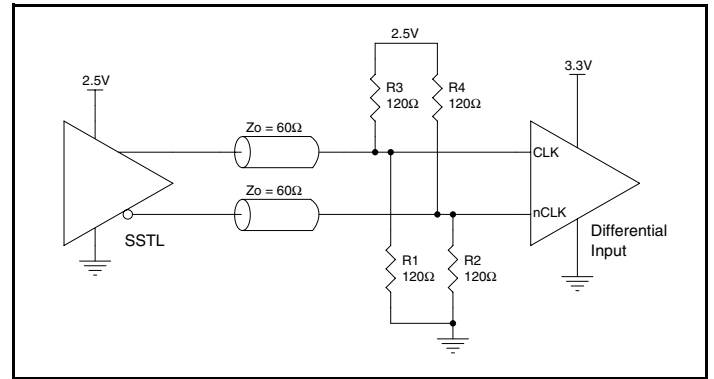 2.5V
3.3V
2.5V
R3
120Ω
R4
120Ω
Zo = 60Ω
CLK
Zo = 60Ω
nCLK
SSTL
Differential
Input
R1
120Ω
R2
120Ω